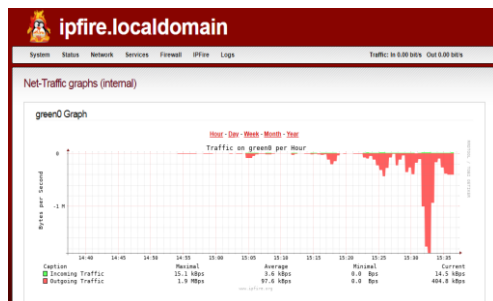 ipfire.localdomain
System Status Network Services Firewall IPFire Logs Traffic: In 0.00 bit/s Out 0.00 bit/s
Net-Traffic graphs (internal)
green0 Graph
Hour - Day - Week - Month - Year
Traffic on green0 per Hour
Bytes per Second
0
-1 M
14:40 14:45 14:50 14:55 15:00 15:05 15:10 15:15 15:20 15:25 15:30 15:35
Caption Maximal Average Minimal Current
Incoming Traffic 15.1 kBps 3.6 kBps 0.0 Bps 14.5 kBps
Outgoing Traffic 1.9 MBps 97.6 kBps 0.0 Bps 404.8 kBps
www.ipfire.org